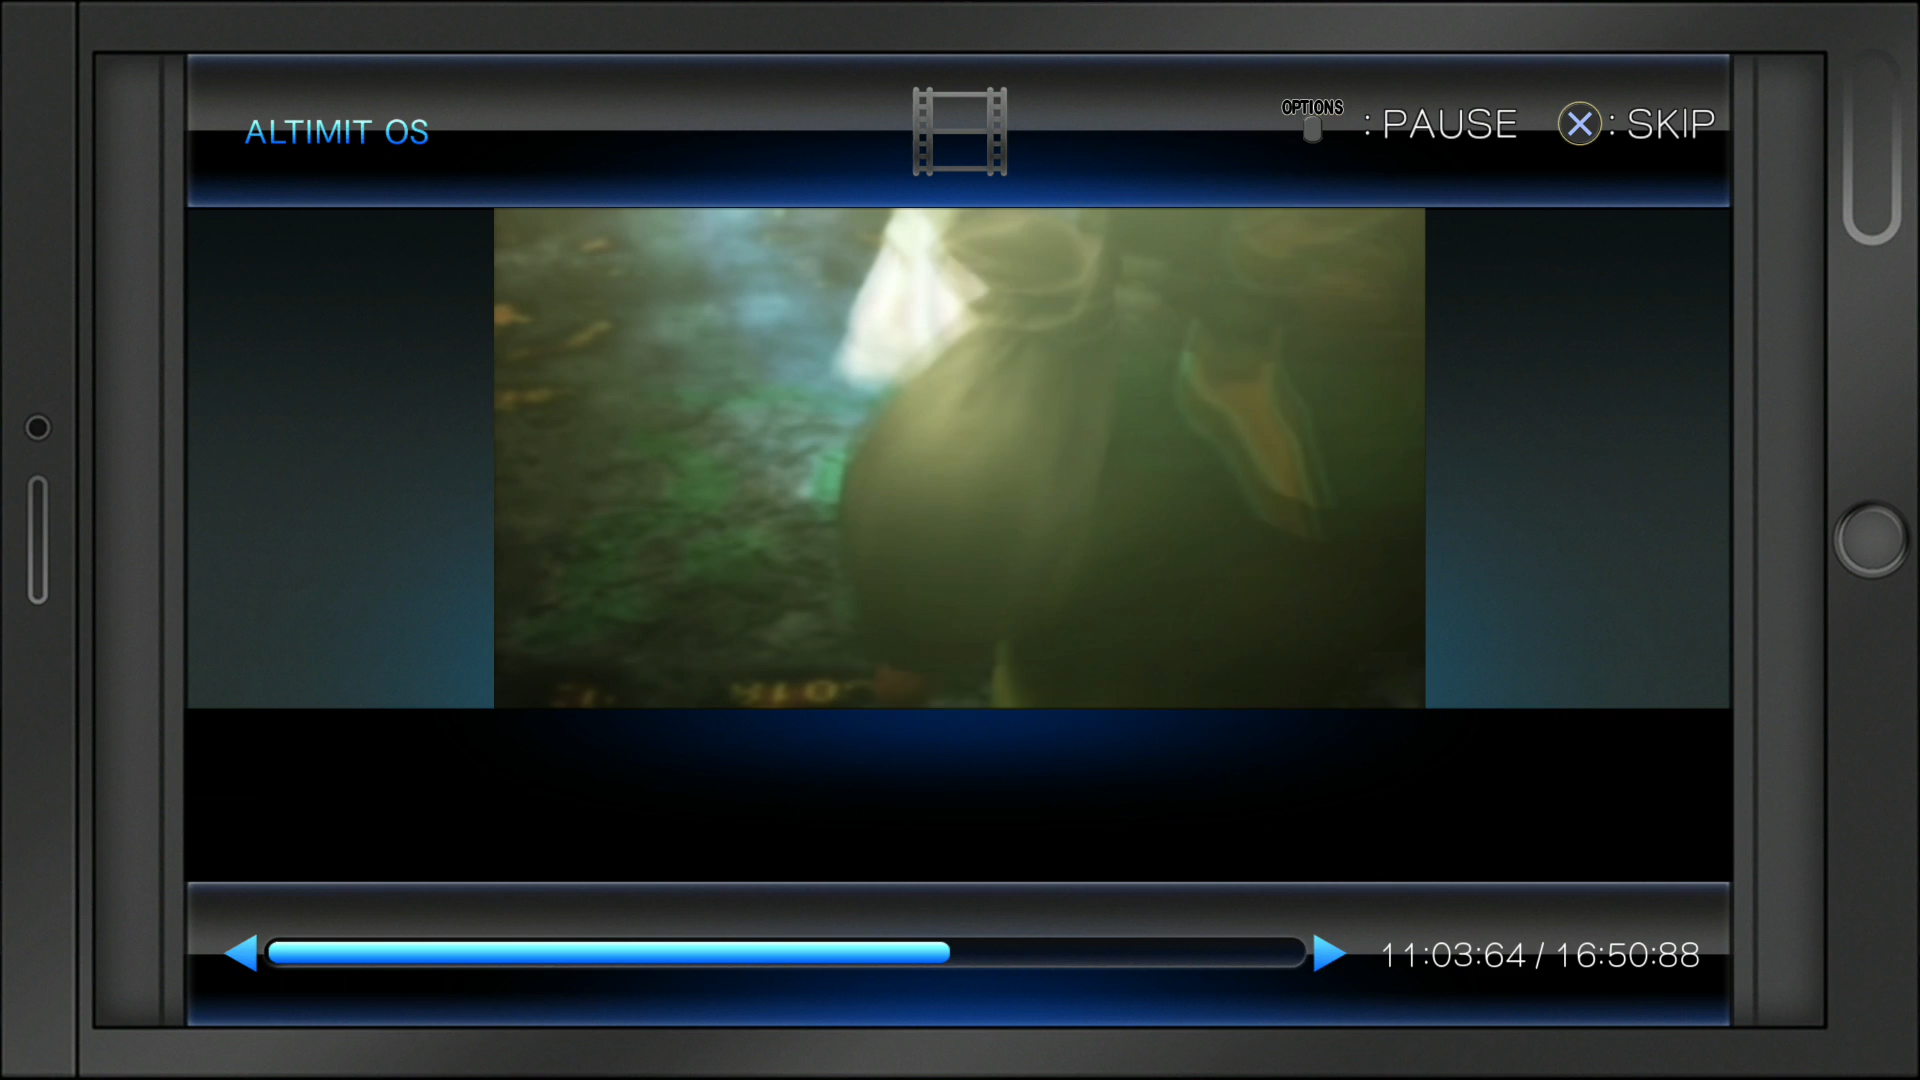 ALTIMIT OS
OPTIONS : PAUSE
: SKIP
11:03:64 / 16:50:88